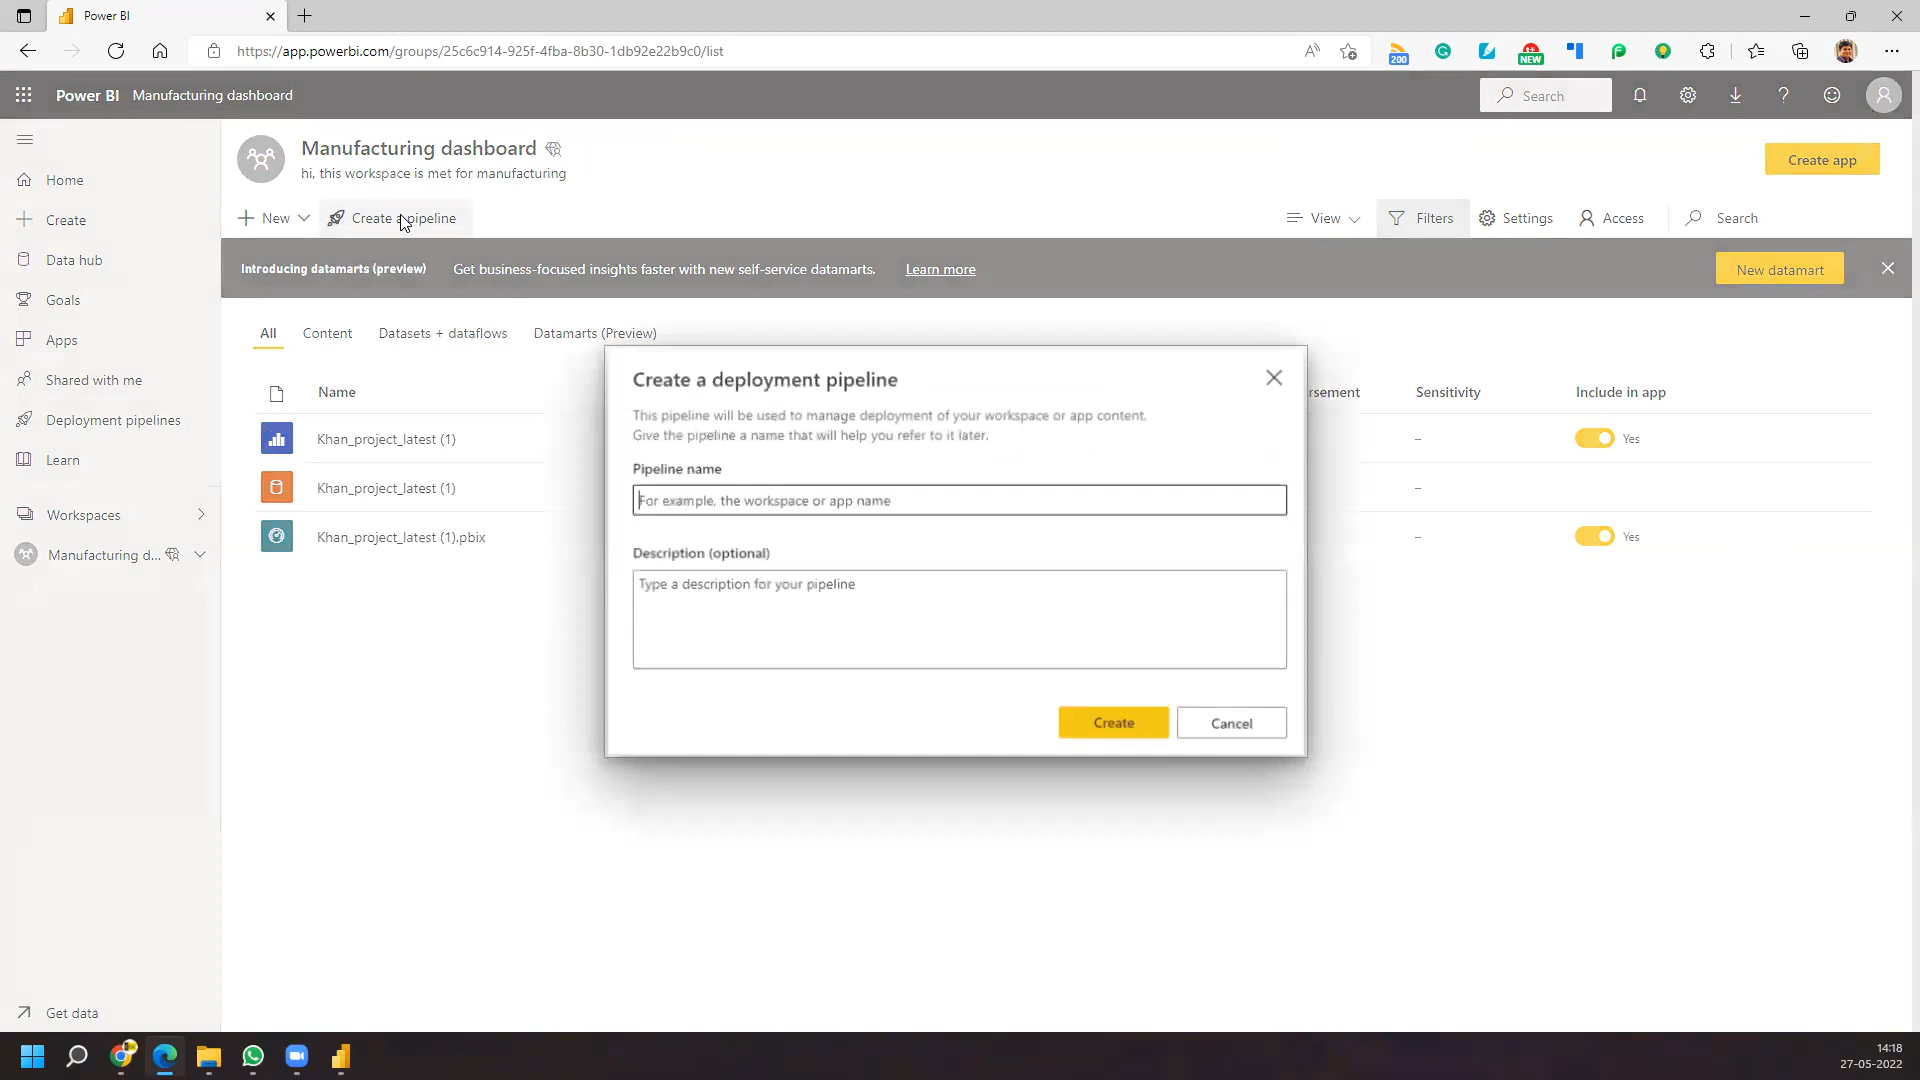 Power BI
https://app.powerbi.com/groups/25c6c914-925f-4fba-8b30-1db92e22b9c0/list
200
NEW
Power BI Manufacturing dashboard
Search
Home
Create
Data hub
Goals
Apps
Shared with me
Deployment pipelines
Learn
Workspaces
Manufacturing d...
Get data
Manufacturing dashboard
hi, this workspace is met for manufacturing
Create app
New
Create a pipeline
View
Filters
Settings
Access
Search
Introducing datamarts (preview) Get business-focused insights faster with new self-service datamarts. Learn more
New datamart
All Content Datasets + dataflows Datamarts (Preview)
Name
rsement Sensitivity Include in app
Khan_project_latest (1)
– Yes
Khan_project_latest (1)
–
Khan_project_latest (1).pbix
– Yes
Create a deployment pipeline
This pipeline will be used to manage deployment of your workspace or app content.
Give the pipeline a name that will help you refer to it later.
Pipeline name
For example, the workspace or app name
Description (optional)
Type a description for your pipeline
Create Cancel
14:18
27-05-2022